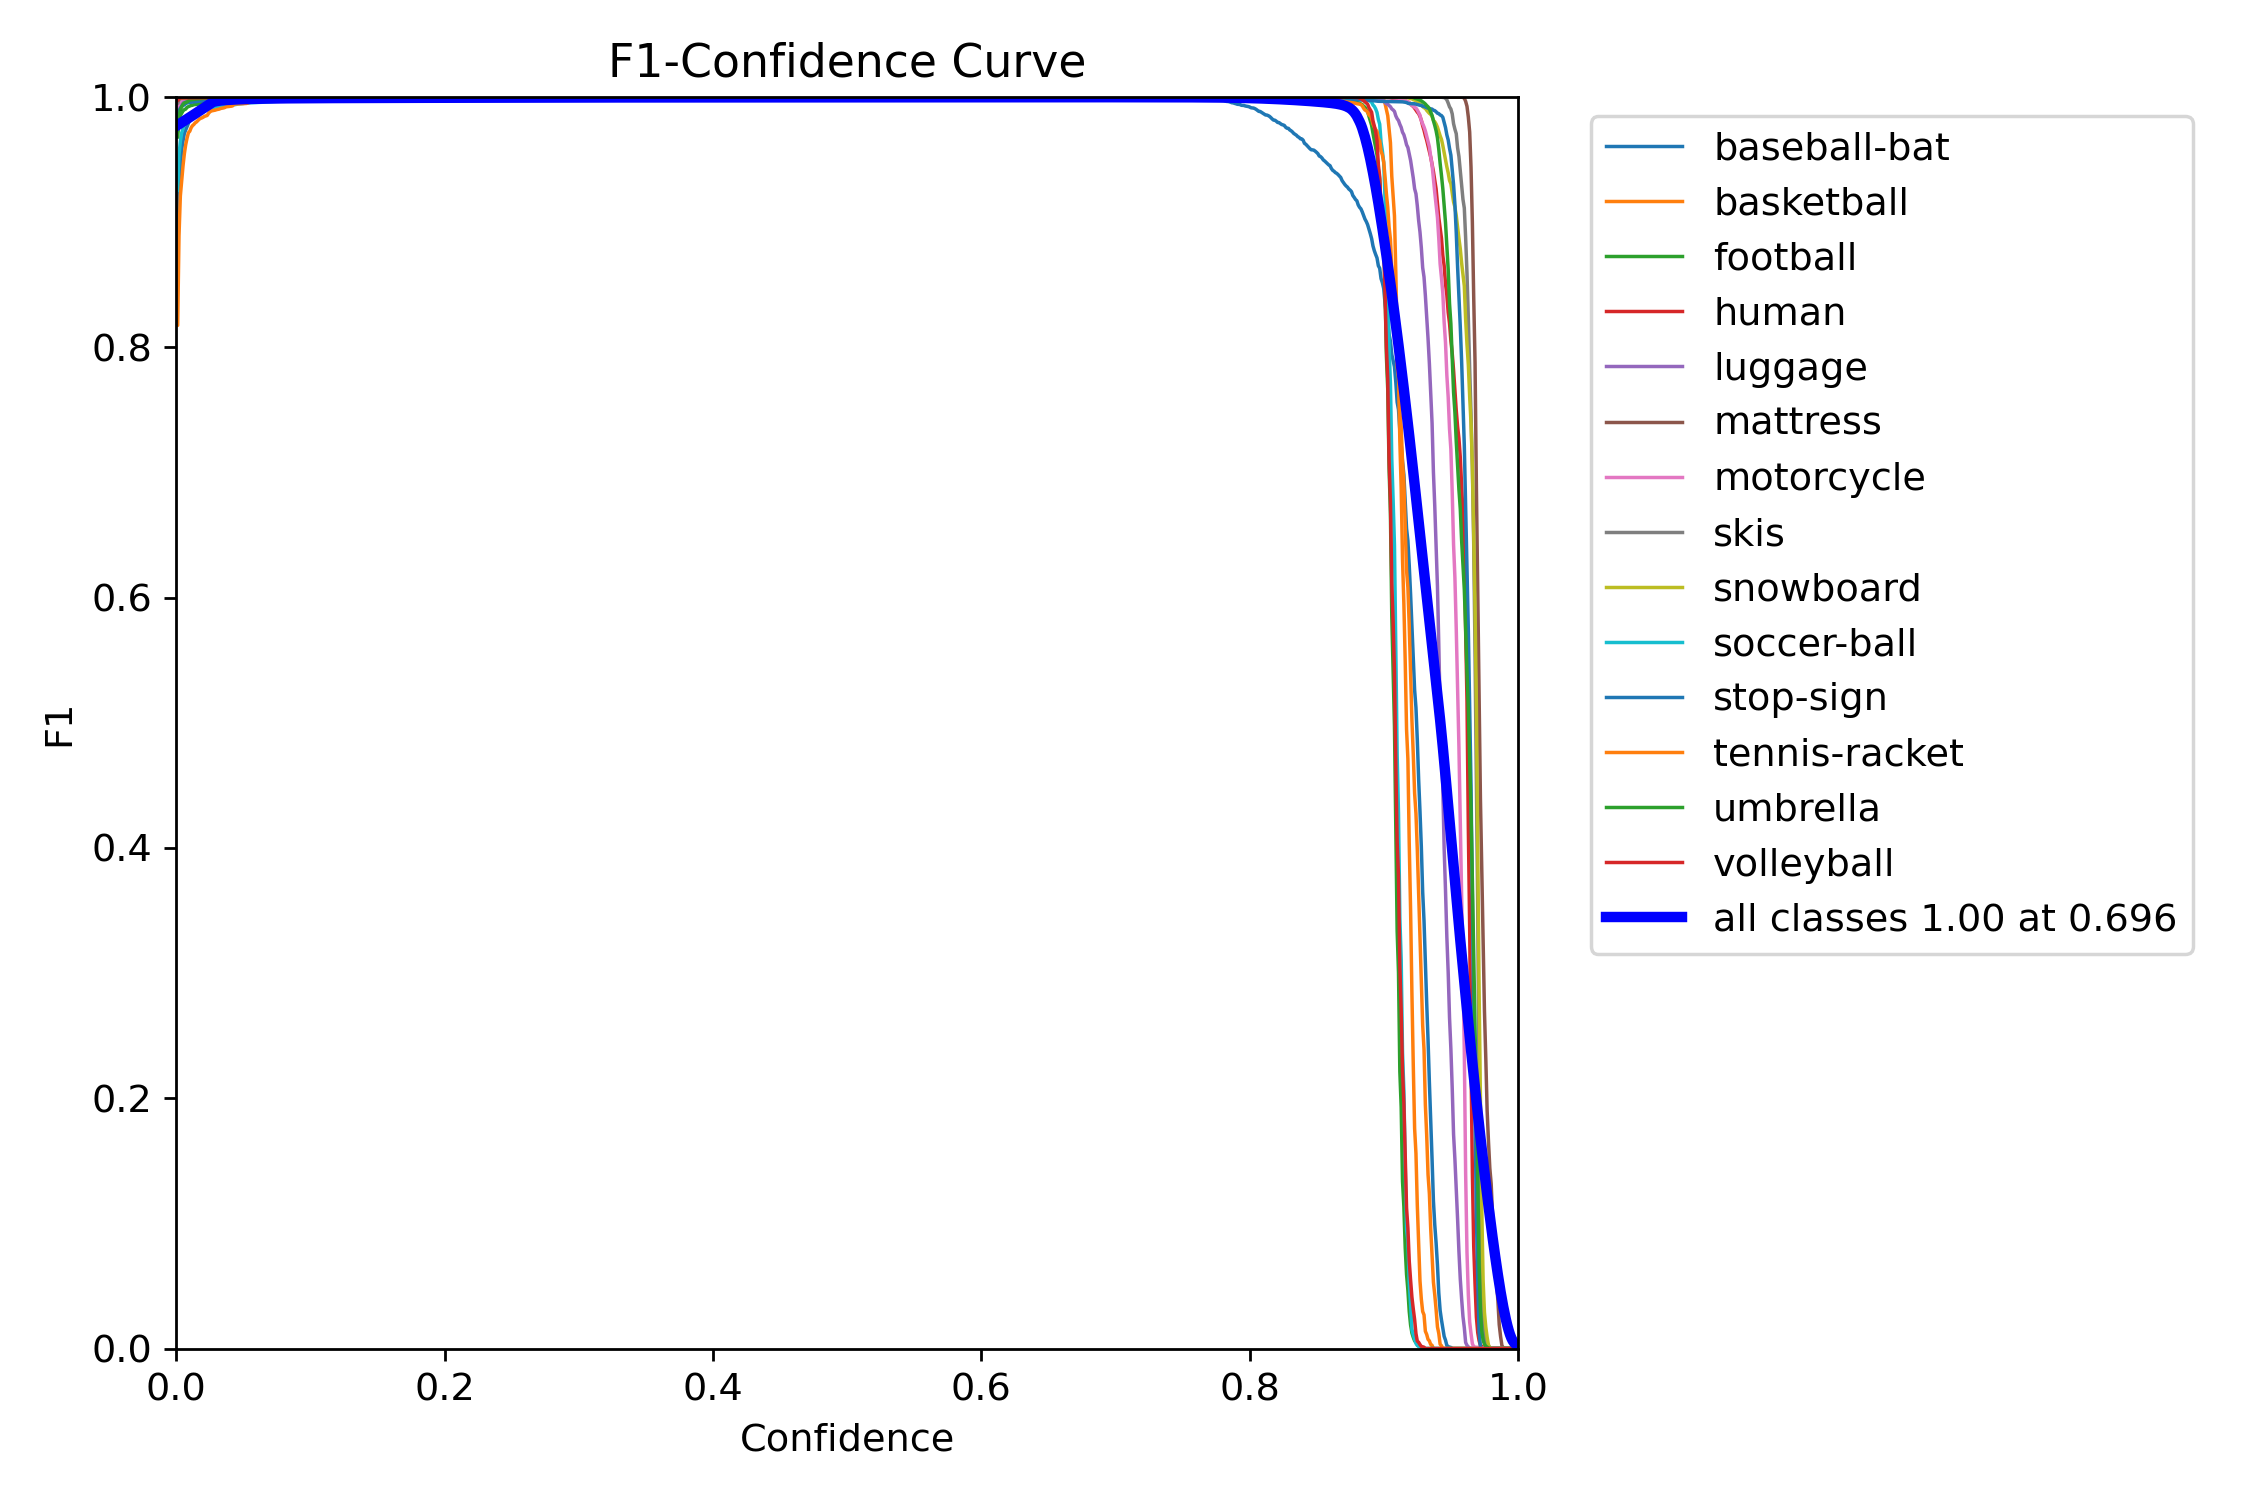 F1-Confidence Curve
1.0
0.8
0.6
0.4
0.2
0.0
F1
0.0 0.2 0.4 0.6 0.8 1.0
Confidence
baseball-bat
basketball
football
human
luggage
mattress
motorcycle
skis
snowboard
soccer-ball
stop-sign
tennis-racket
umbrella
volleyball
all classes 1.00 at 0.696